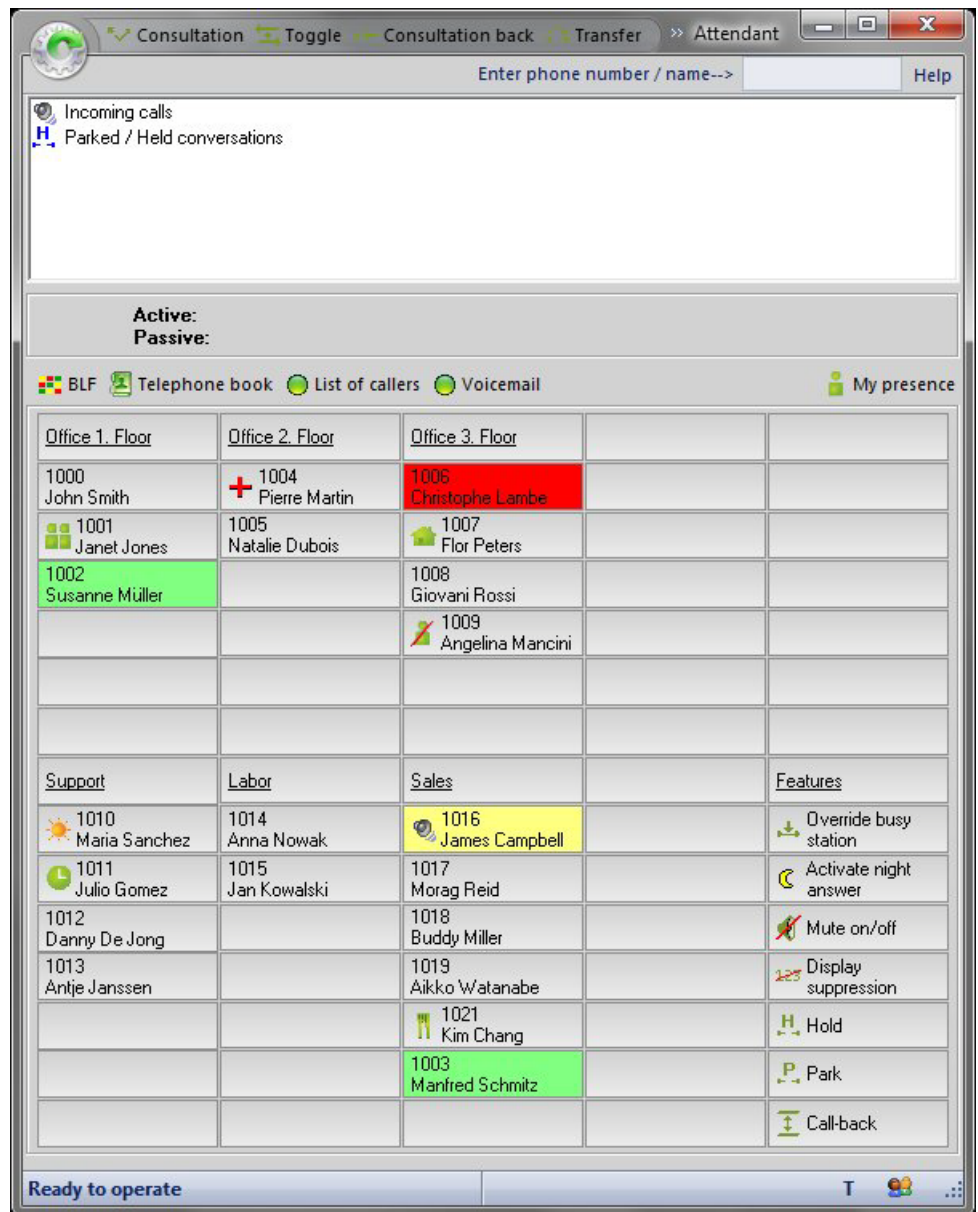 Consultation Toggle Consultation back Transfer » Attendant
Enter phone number / name--> Help
Incoming calls
H Parked / Held conversations
Active:
Passive:
BLF Telephone book List of callers Voicemail My presence
Office 1. Floor Office 2. Floor Office 3. Floor
1000 1004 1006
John Smith Pierre Martin Christophe Lambe
1001 1005 1007
Janet Jones Natalie Dubois Flor Peters
1002 1008
Susanne Müller Giovani Rossi
1009
Angelina Mancini
Support Labor Sales Features
1010 1014 1016 Override busy
Maria Sanchez Anna Nowak James Campbell station
1011 1015 1017 Activate night
Julio Gomez Jan Kowalski Morag Reid answer
1012 1018 Mute on/off
Danny De Jong Buddy Miller
1013 1019 123 Display
Antje Janssen Aikko Watanabe suppression
1021 H Hold
Kim Chang
1003 P Park
Manfred Schmitz
Call-back
Ready to operate T